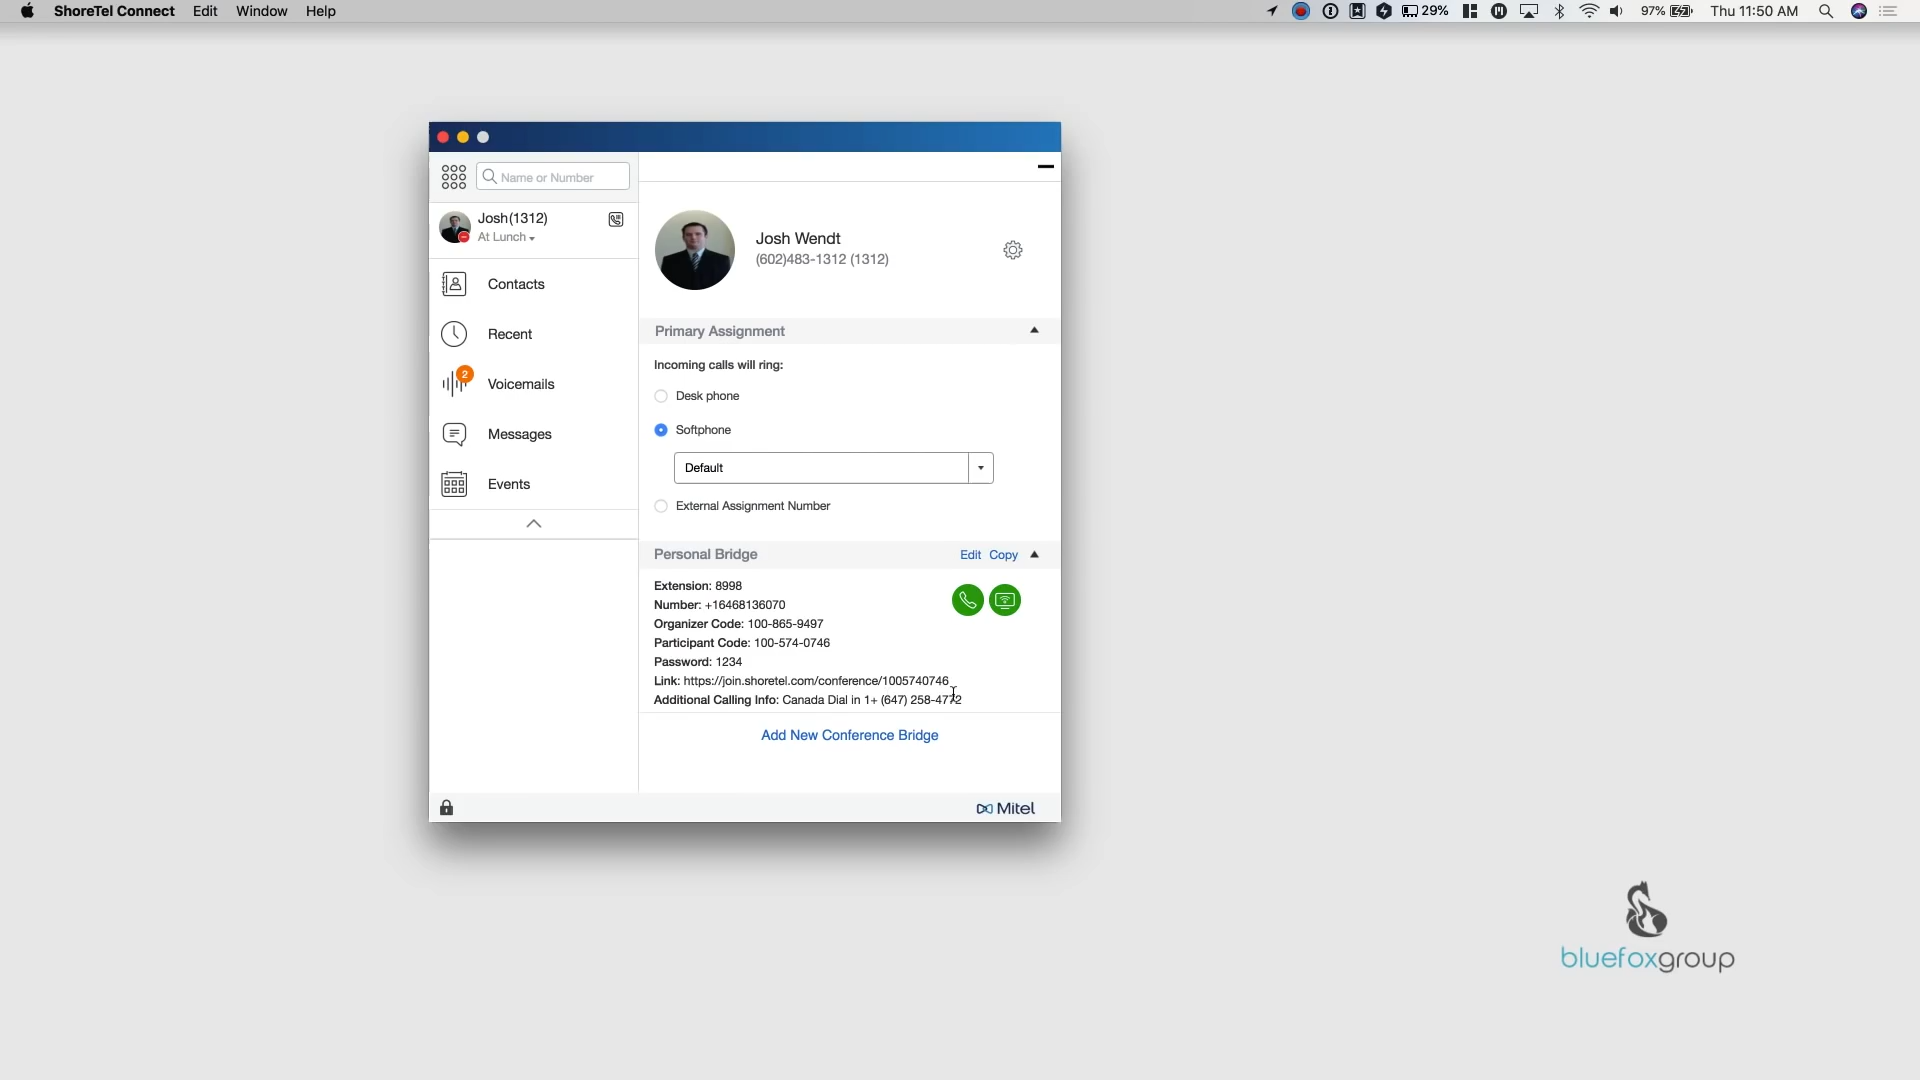 ShoreTel Connect Edit Window Help
29% 97% Thu 11:50 AM
Name or Number
Josh(1312)
At Lunch
Contacts
Recent
2
Voicemails
Messages
Events
Josh Wendt
(602)483-1312 (1312)
Primary Assignment
Incoming calls will ring:
Desk phone
Softphone
Default
External Assignment Number
Personal Bridge Edit Copy
Extension: 8998
Number: +16468136070
Organizer Code: 100-865-9497
Participant Code: 100-574-0746
Password: 1234
Link: https://join.shoretel.com/conference/1005740746
Additional Calling Info: Canada Dial in 1+ (647) 258-4772
Add New Conference Bridge
Mitel
bluefoxgroup